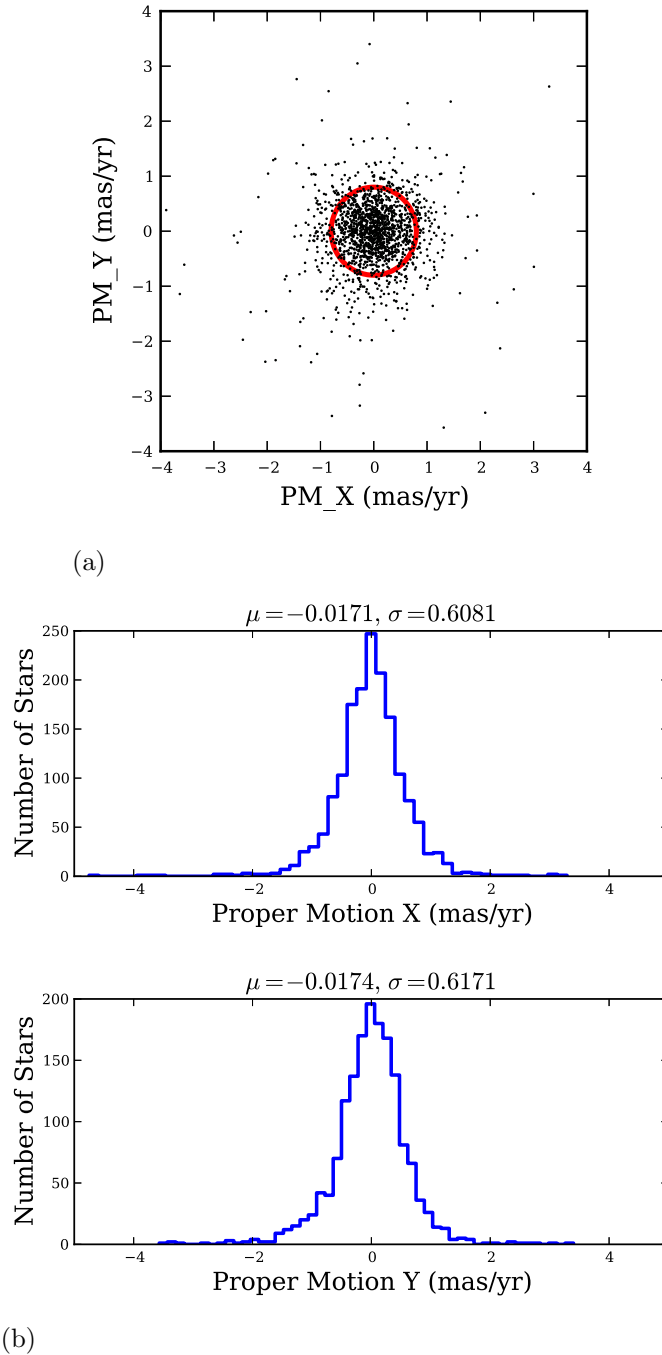 4
3
2
1
0
−1
−2
−3
−4
PM_Y (mas/yr)
−4 −3 −2 −1 0 1 2 3 4
PM_X (mas/yr)
(a)
μ=−0.0171, σ=0.6081
250
200
150
100
50
0
Number of Stars
−4 −2 0 2 4
Proper Motion X (mas/yr)
μ=−0.0174, σ=0.6171
200
150
100
50
0
Number of Stars
−4 −2 0 2 4
Proper Motion Y (mas/yr)
(b)